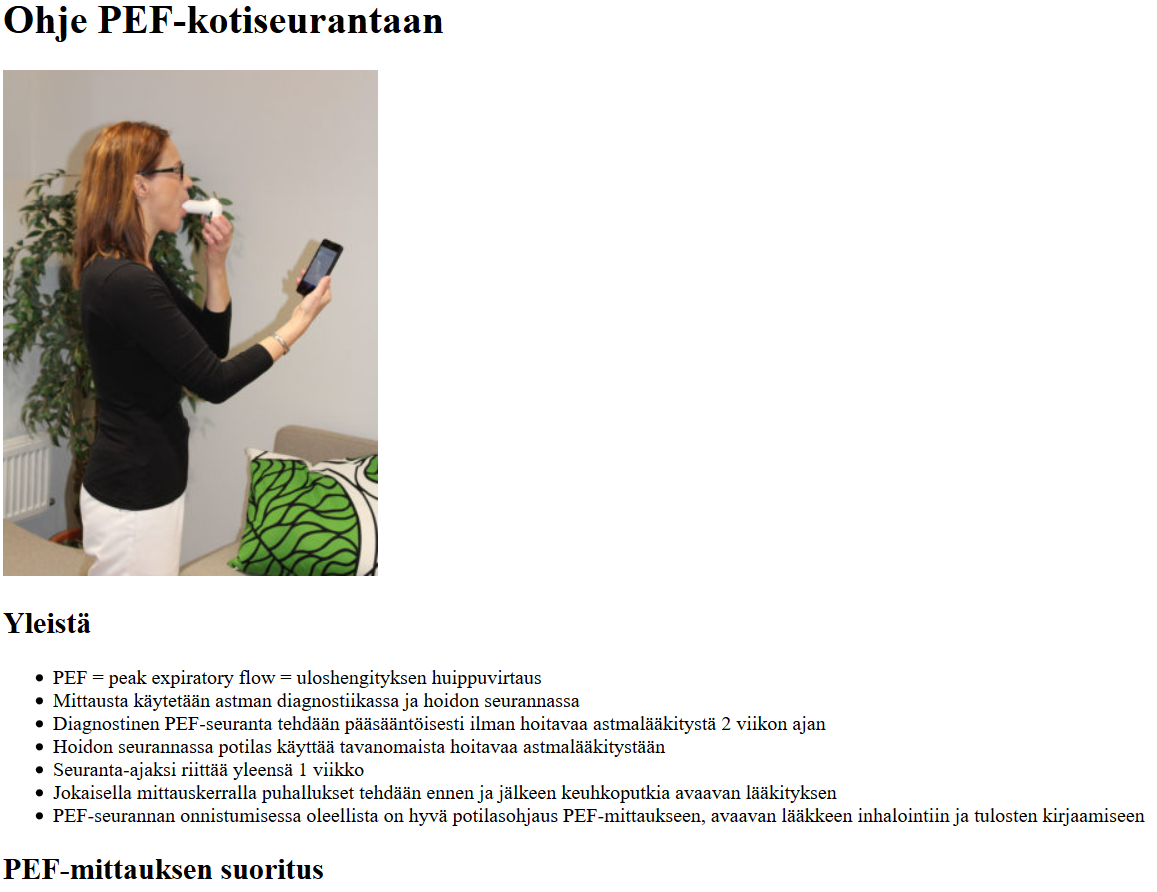 Ohje PEF-kotiseurantaan
Yleistä
PEF = peak expiratory flow = uloshengityksen huippuvirtaus
Mittausta käytetään astman diagnostiikassa ja hoidon seurannassa
Diagnostinen PEF-seuranta tehdään pääsääntöisesti ilman hoitavaa astmalääkitystä 2 viikon ajan
Hoidon seurannassa potilas käyttää tavanomaista hoitavaa astmalääkitystään
Seuranta-ajaksi riittää yleensä 1 viikko
Jokaisella mittauskerralla puhallukset tehdään ennen ja jälkeen keuhkoputkia avaavan lääkityksen
PEF-seurannan onnistumisessa oleellista on hyvä potilasohjaus PEF-mittaukseen, avaavan lääkkeen inhalointiin ja tulosten kirjaamiseen
PEF-mittauksen suoritus